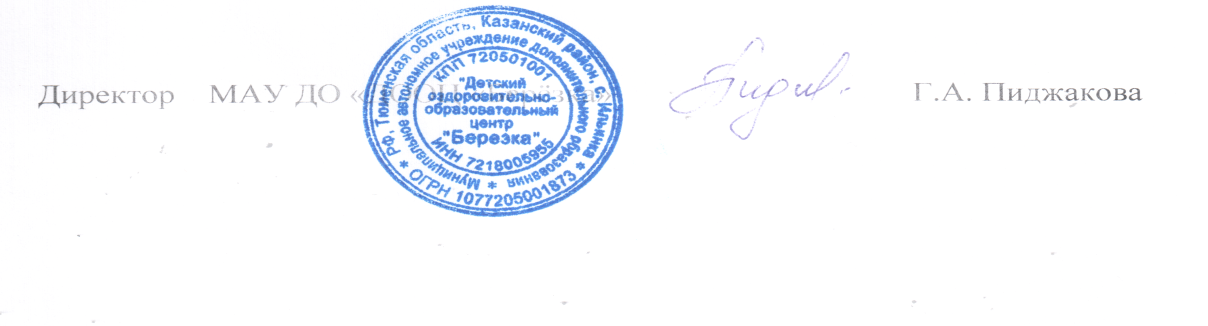 Директор МАУ ДО « Г.А. Пиджакова
РФ, Тюменская область, Казанский район, с. Ильинка * ОГРН 1077205001873 *
Муниципальное автономное учреждение дополнительного образования *
КПП 720501001
"Детский
оздоровительно-
образовательный
центр
"Березка"
ИНН 7218005955